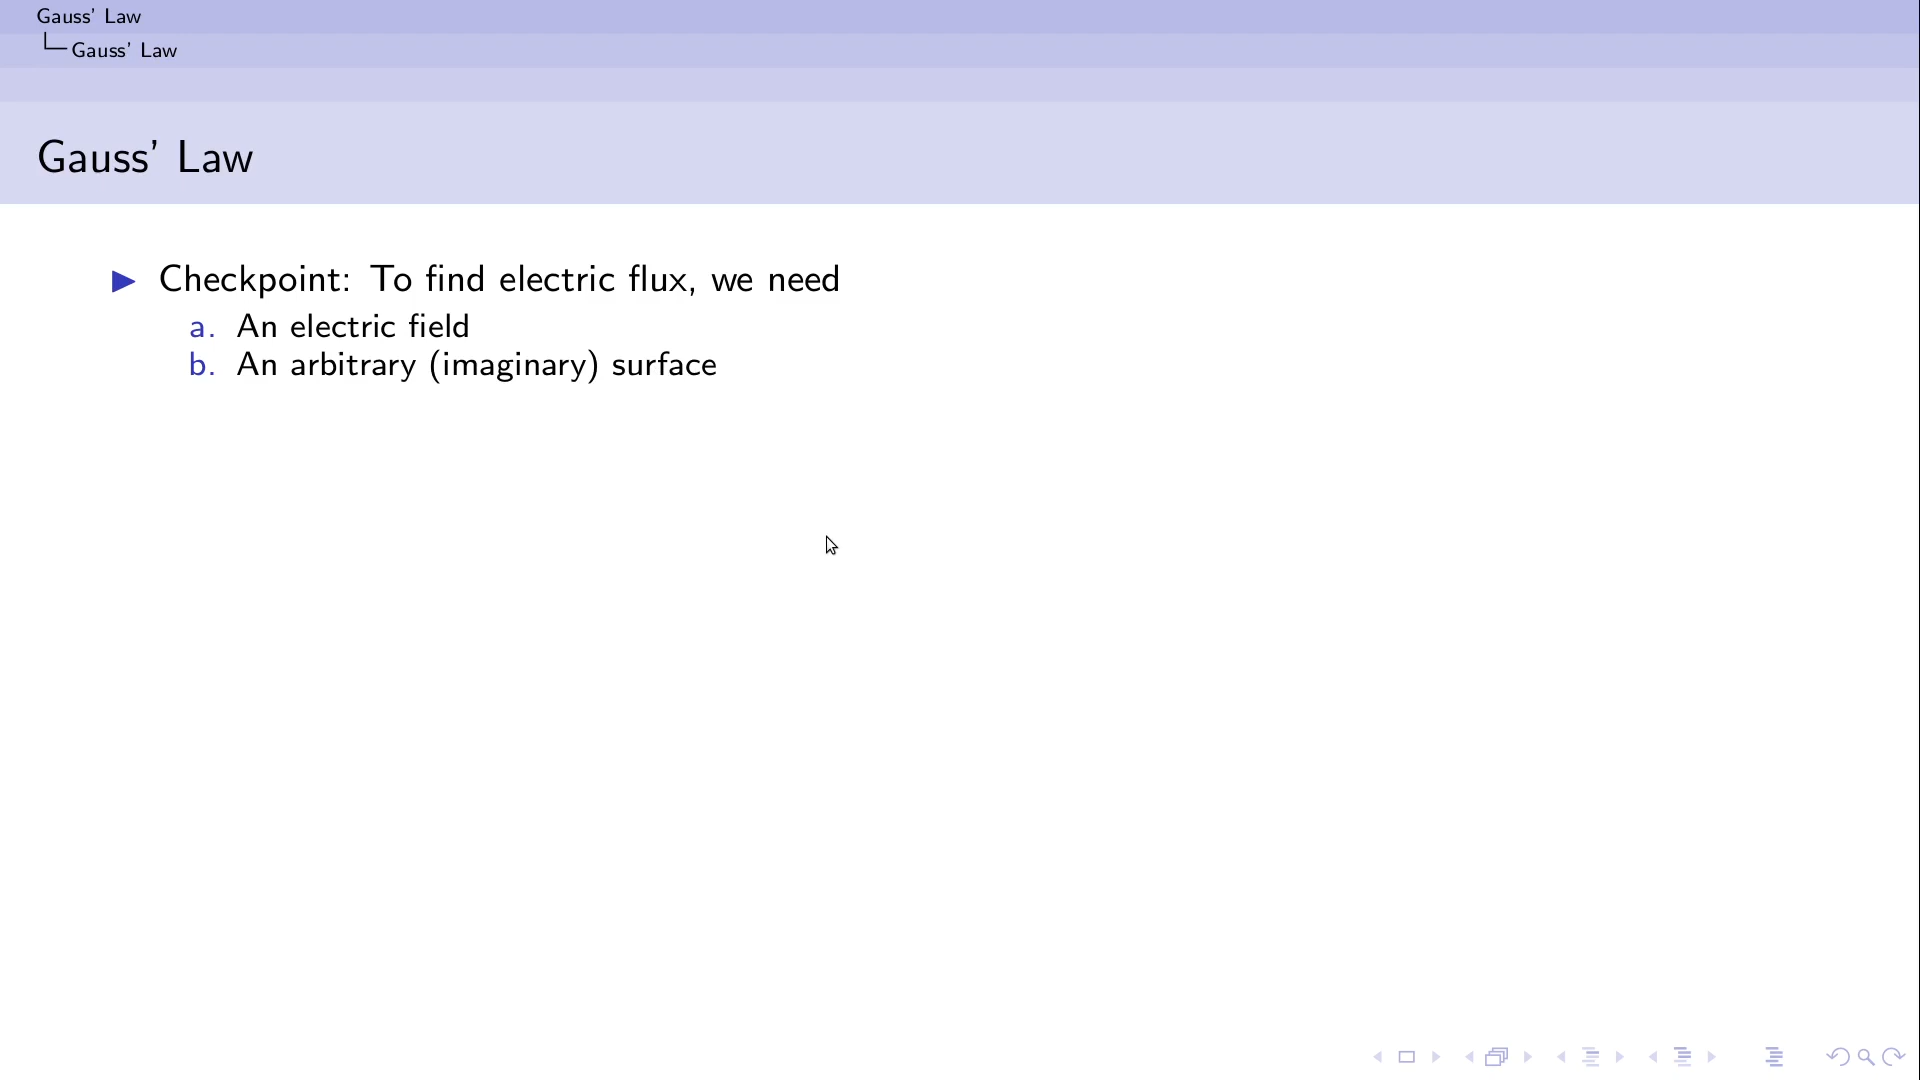 Gauss’ Law
Gauss’ Law
Gauss’ Law
Checkpoint: To find electric flux, we need
a. An electric field
b. An arbitrary (imaginary) surface